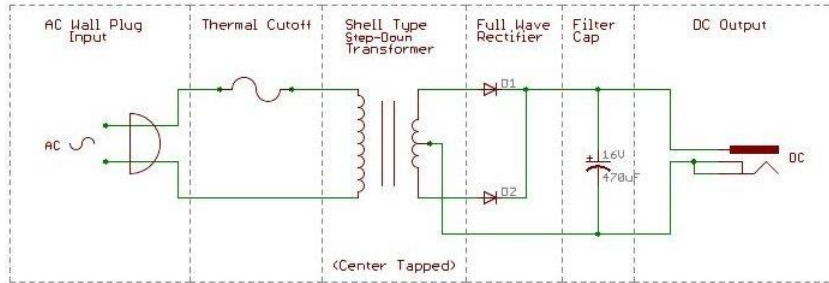 AC Wall Plug
Input
Thermal Cutoff
Shell Type
Step-Down
Transformer
Full Wave
Rectifier
Filter
Cap
DC Output
D1
AC
+
16V
470uF
DC
D2
(Center Tapped)